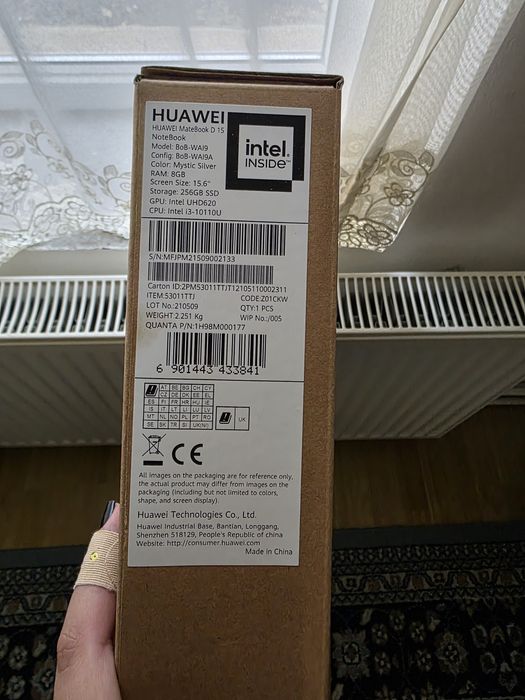 HUAWEI
HUAWEI MateBook D 15
NoteBook
Model: BoB-WAI9
Config: BoB-WAI9A
Color: Mystic Silver
RAM: 8GB
Screen Size: 15.6"
Storage: 256GB SSD
GPU: Intel UHD620
CPU: Intel i3-10110U
intel
INSIDE™
S/N:MFJPM21509002133
Carton ID:2PM53011TTJT12105110002311
ITEM:53011TTJ CODE:Z01CKW
LOT No.:210509 QTY:1 PCS
WEIGHT:2.251 Kg WIP No.:/005
QUANTA P/N:1H98M000177
6 901443 433841
AT BE BG CH CY
CZ DE DK EE EL
ES FI FR HR HU IE
IS IT LT LI LU LV
MT NL NO PL PT RO
SE SK TR SI UK(NI)
UK
CE
All images on the packaging are for reference only,
the actual product may differ from images on the
packaging (including but not limited to colors,
shape, and screen display).
Huawei Technologies Co., Ltd.
Huawei Industrial Base, Bantian, Longgang,
Shenzhen 518129, People's Republic of china
Website: http://consumer.huawei.com
Made in China